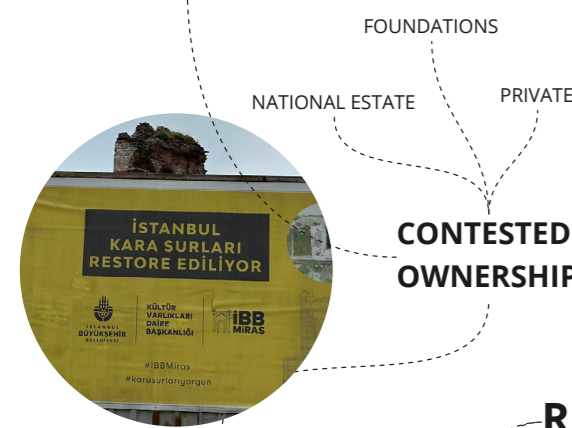 FOUNDATIONS
NATIONAL ESTATE
PRIVATE
CONTESTED
OWNERSHIP
İSTANBUL
KARA SURLARI
RESTORE EDİLİYOR
İSTANBUL
BÜYÜKŞEHİR
BELEDİYESİ
KÜLTÜR
VARLIKLARI
DAİRE
BAŞKANLIĞI
İBB
MİRAS
#IBBMiras
#karasurlarıyorgun
R